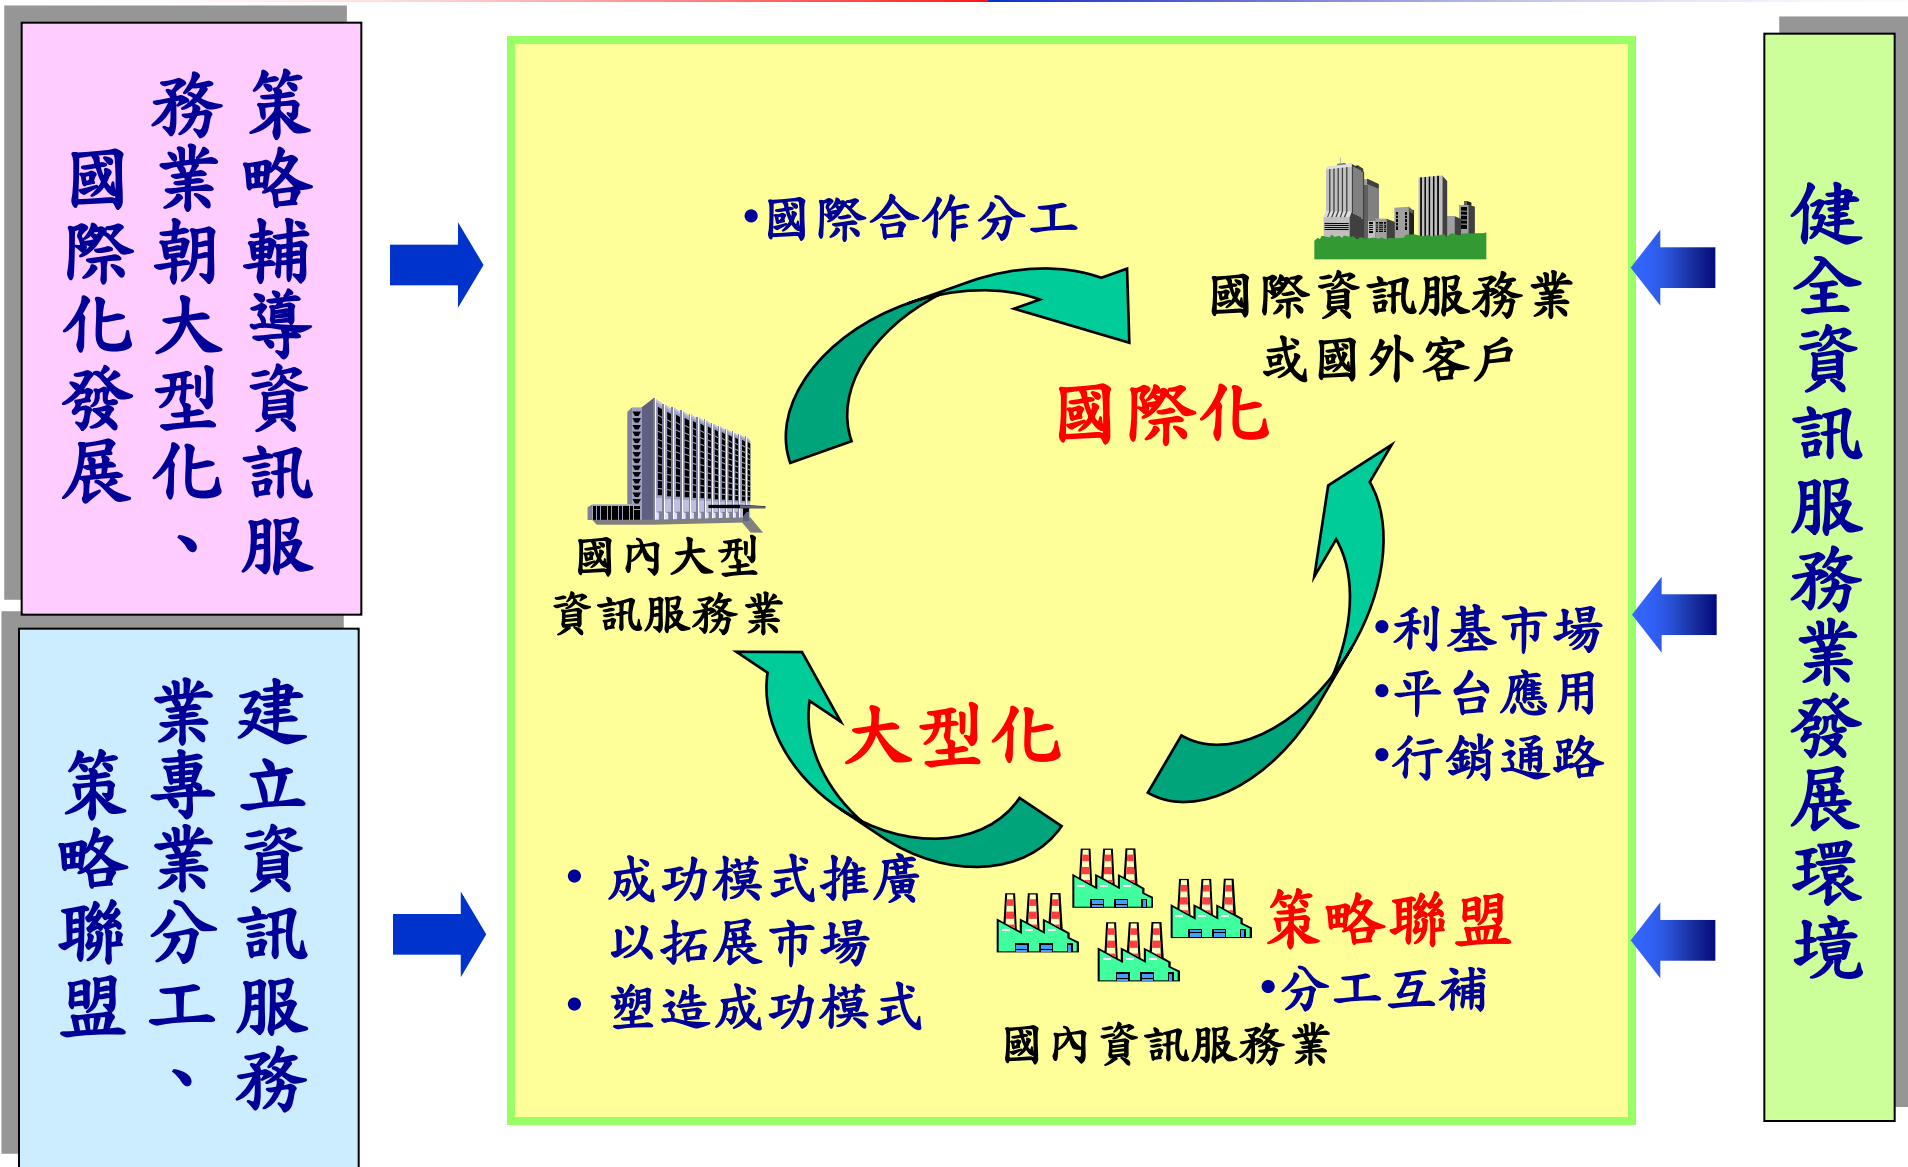 策略輔導資訊服
務業朝大型化、
國際化發展
建立資訊服務
業專業分工、
策略聯盟
•國際合作分工
國際資訊服務業
或國外客戶
國際化
國內大型
資訊服務業
大型化
•利基市場
•平台應用
•行銷通路
• 成功模式推廣
以拓展市場
• 塑造成功模式
策略聯盟
•分工互補
國內資訊服務業
健全資訊服務業發展環境